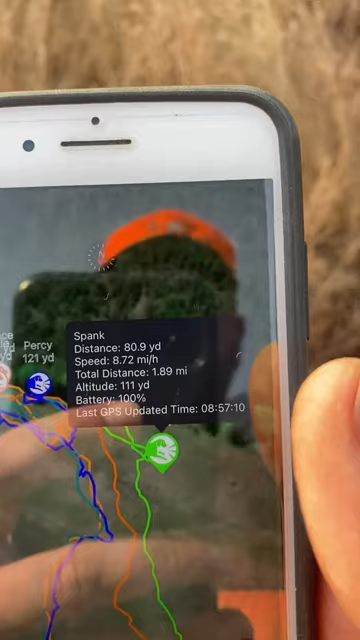 Percy
121 yd
Spank
Distance: 80.9 yd
Speed: 8.72 mi/h
Total Distance: 1.89 mi
Altitude: 111 yd
Battery: 100%
Last GPS Updated Time: 08:57:10